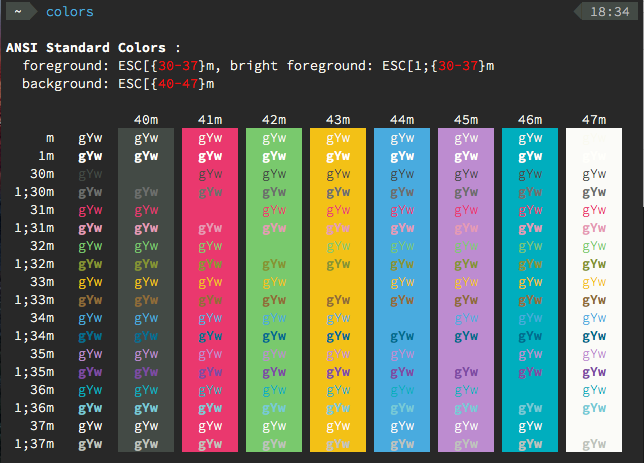 ~ colors 18:34
ANSI Standard Colors :
foreground: ESC[{30-37}m, bright foreground: ESC[1;{30-37}m
background: ESC[{40-47}m
40m 41m 42m 43m 44m 45m 46m 47m
m gYw gYw gYw gYw gYw gYw gYw gYw
1m gYw gYw gYw gYw gYw gYw gYw gYw
30m gYw gYw gYw gYw gYw gYw gYw gYw
1;30m gYw gYw gYw gYw gYw gYw gYw gYw gYw
31m gYw gYw gYw gYw gYw gYw gYw gYw
1;31m gYw gYw gYw gYw gYw gYw gYw gYw gYw
32m gYw gYw gYw gYw gYw gYw gYw gYw
1;32m gYw gYw gYw gYw gYw gYw gYw gYw gYw
33m gYw gYw gYw gYw gYw gYw gYw gYw
1;33m gYw gYw gYw gYw gYw gYw gYw gYw gYw
34m gYw gYw gYw gYw gYw gYw gYw gYw
1;34m gYw gYw gYw gYw gYw gYw gYw gYw gYw
35m gYw gYw gYw gYw gYw gYw gYw gYw
1;35m gYw gYw gYw gYw gYw gYw gYw gYw gYw
36m gYw gYw gYw gYw gYw gYw gYw gYw
1;36m gYw gYw gYw gYw gYw gYw gYw gYw gYw
37m gYw gYw gYw gYw gYw gYw gYw gYw
1;37m gYw gYw gYw gYw gYw gYw gYw gYw gYw